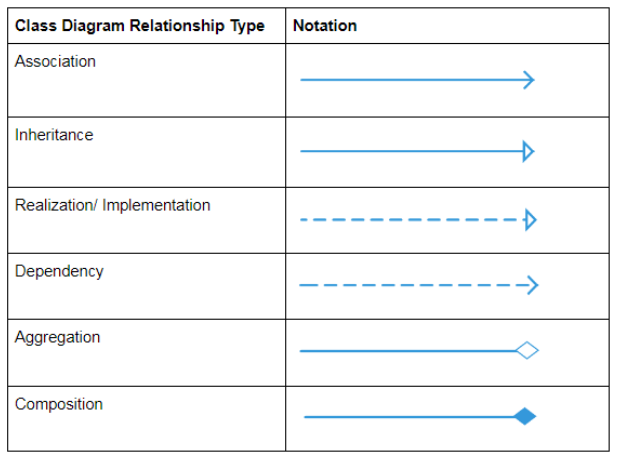 Class Diagram Relationship Type Notation
Association
Inheritance
Realization/ Implementation
Dependency
Aggregation
Composition